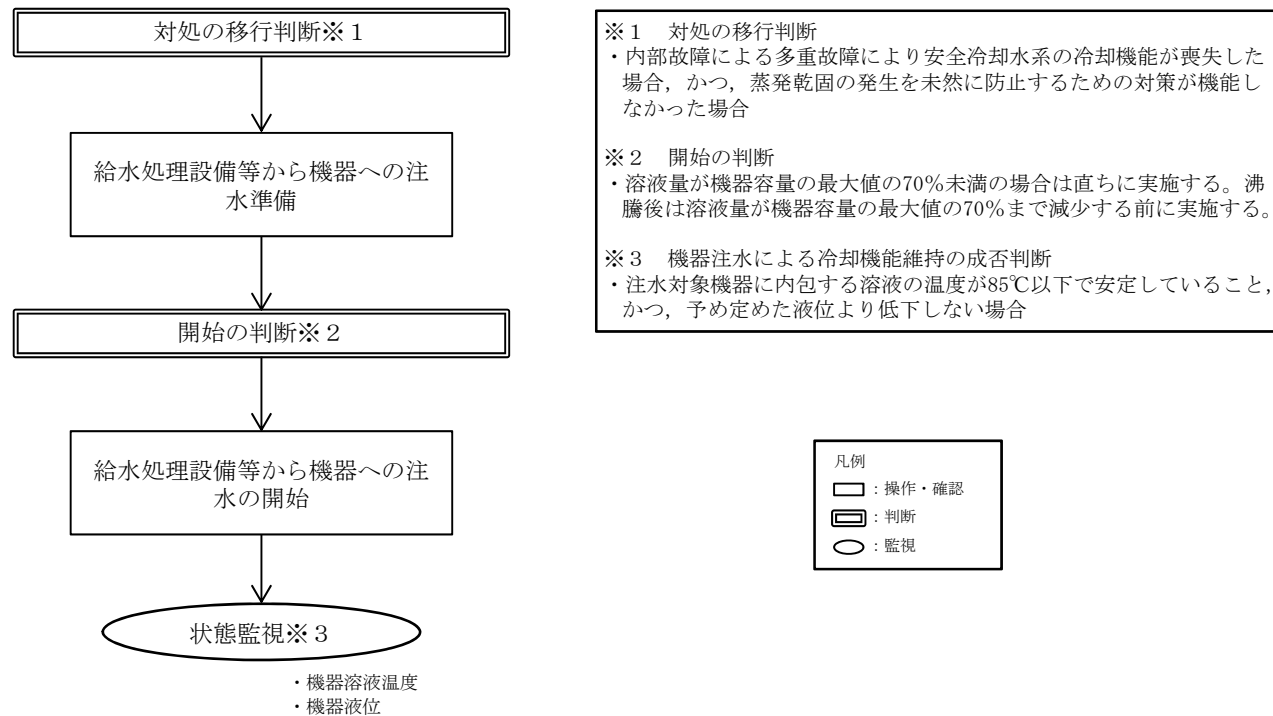 対処の移行判断※１
給水処理設備等から機器への注
水準備
開始の判断※２
給水処理設備等から機器への注
水の開始
状態監視※３
・機器溶液温度
・機器液位
※１　対処の移行判断
・内部故障による多重故障により安全冷却水系の冷却機能が喪失した
場合，かつ，蒸発乾固の発生を未然に防止するための対策が機能し
なかった場合
※２　開始の判断
・溶液量が機器容量の最大値の70％未満の場合は直ちに実施する。沸
騰後は溶液量が機器容量の最大値の70％まで減少する前に実施する。
※３　機器注水による冷却機能維持の成否判断
・注水対象機器に内包する溶液の温度が85℃以下で安定していること，
かつ，予め定めた液位より低下しない場合
凡例
：操作・確認
：判断
：監視